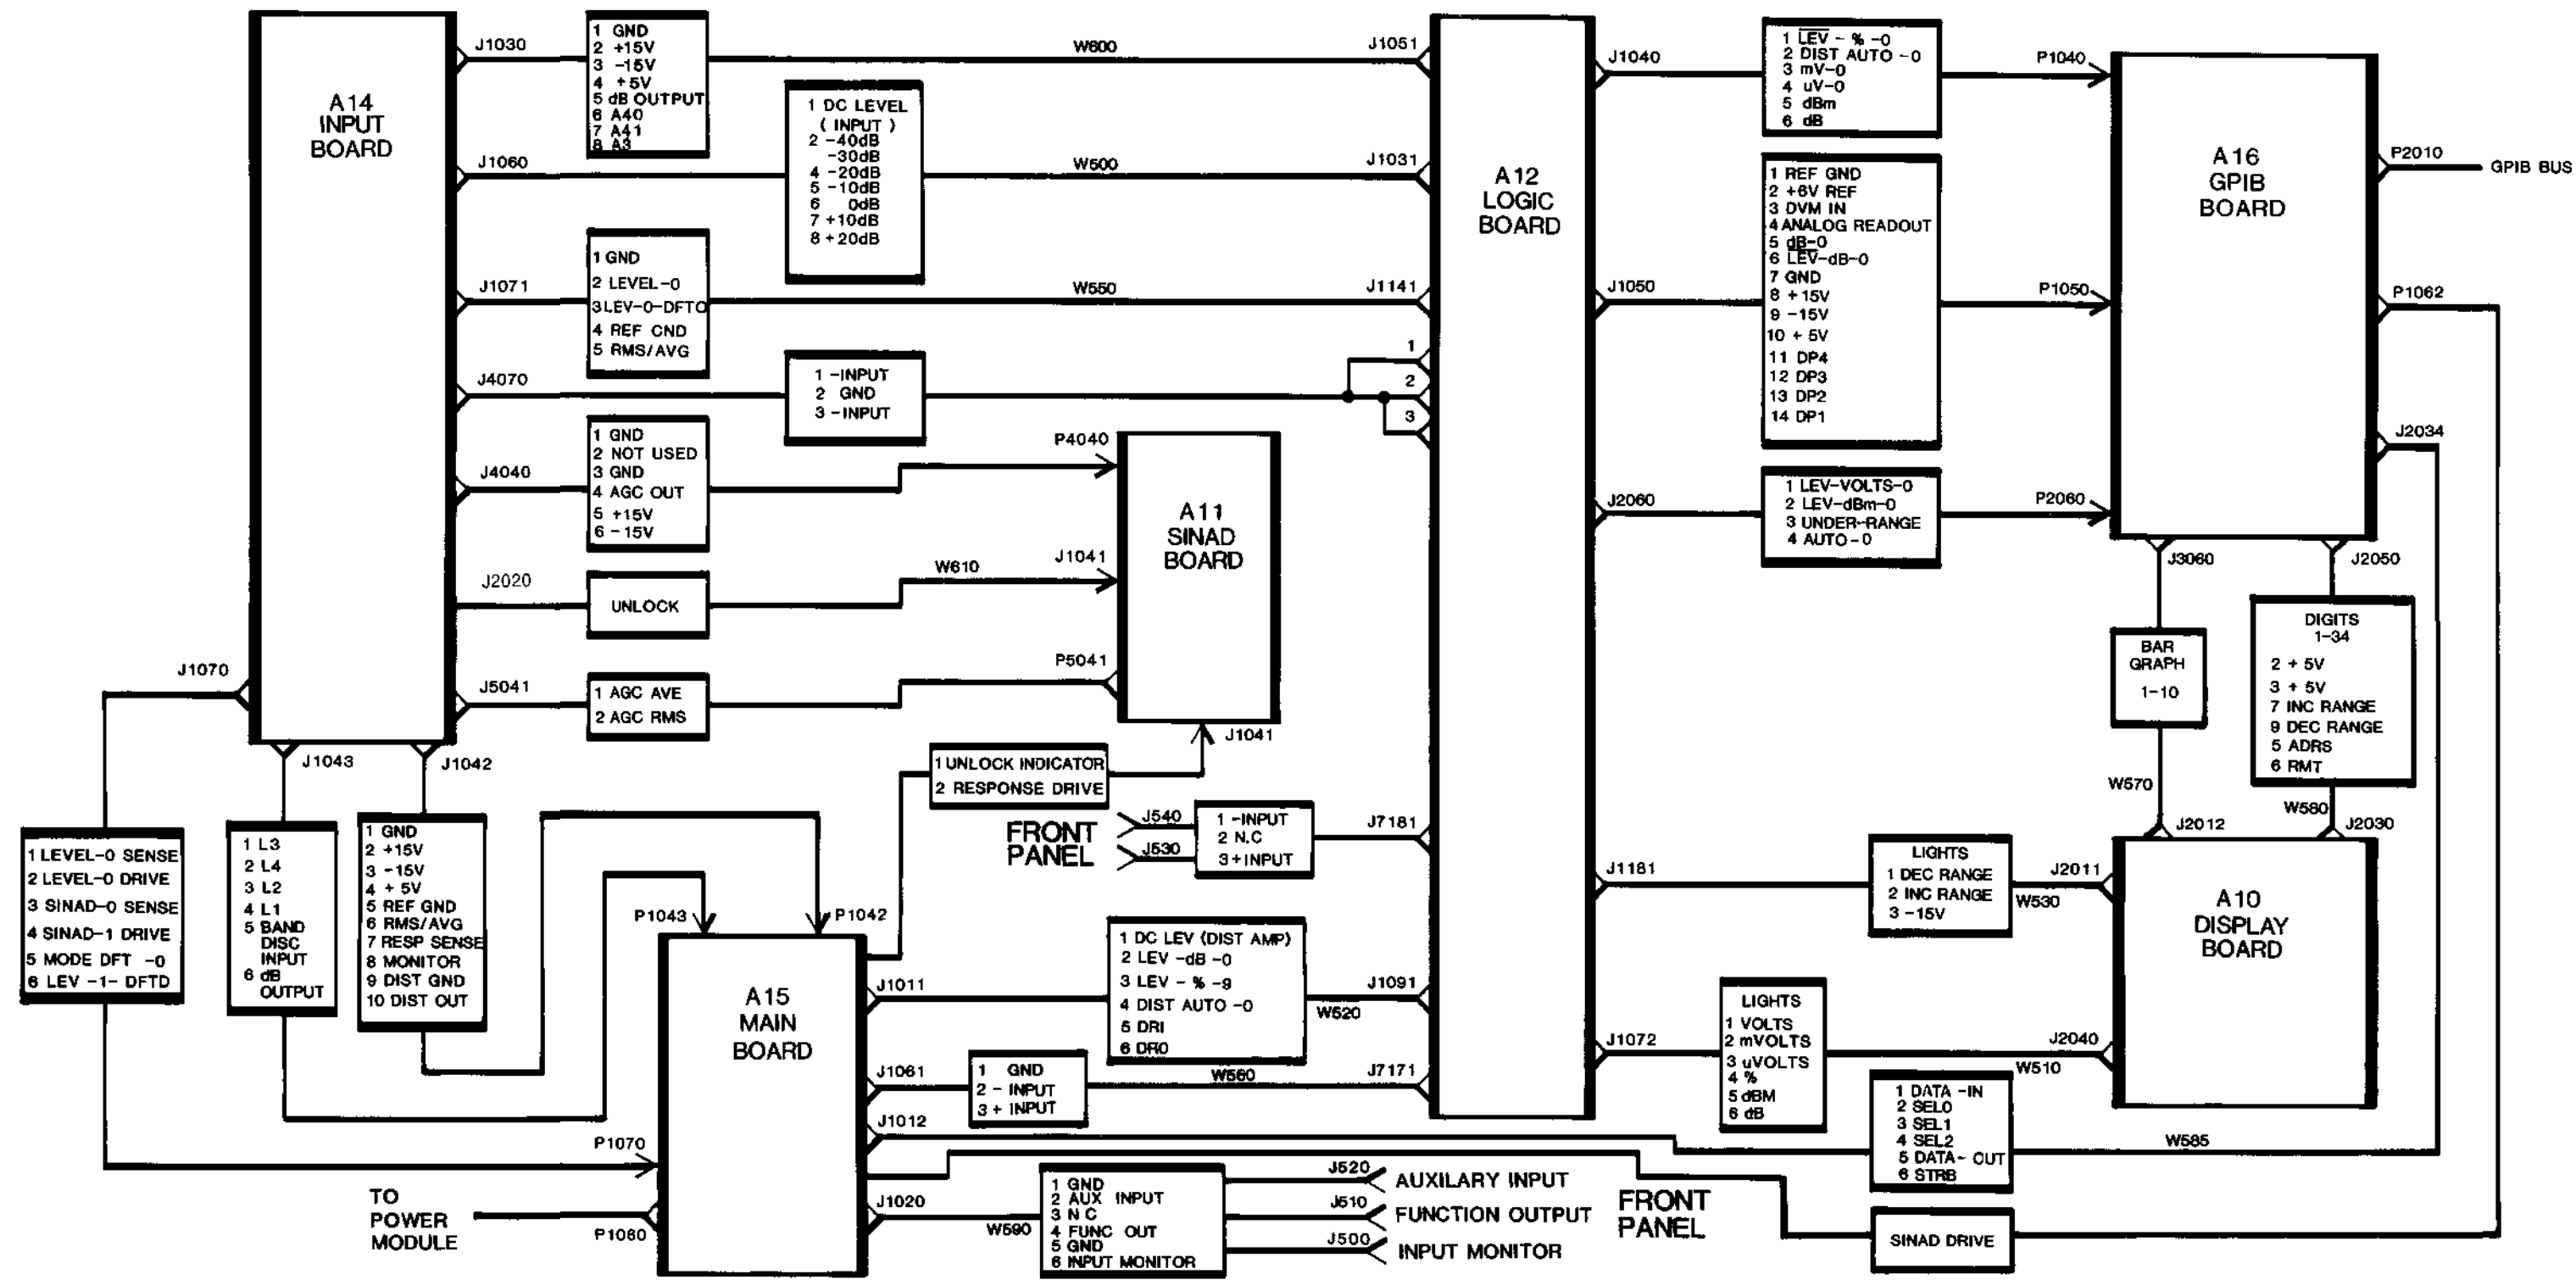 A14
INPUT
BOARD
J1030
1 GND
2 +15V
3 -15V
4 +5V
5 dB OUTPUT
6 A40
7 A41
8 A3
W600
J1051
J1060
1 DC LEVEL
( INPUT )
2 -40dB
-30dB
4 -20dB
5 -10dB
6 0dB
7 +10dB
8 +20dB
W500
J1031
J1071
1 GND
2 LEVEL-0
3 LEV-0-DFTO
4 REF CND
5 RMS/AVG
W550
J1141
J4070
1 -INPUT
2 GND
3 -INPUT
1
2
3
J4040
1 GND
2 NOT USED
3 GND
4 AGC OUT
5 +15V
6 -15V
P4040
J2020
UNLOCK
W610
J1041
J5041
1 AGC AVE
2 AGC RMS
P5041
A11
SINAD
BOARD
J1041
1 UNLOCK INDICATOR
2 RESPONSE DRIVE
A12
LOGIC
BOARD
J1040
1 LEV - % -0
2 DIST AUTO -0
3 mV-0
4 uV-0
5 dBm
6 dB
P1040
J1050
1 REF GND
2 +6V REF
3 DVM IN
4 ANALOG READOUT
5 dB-0
6 LEV-dB-0
7 GND
8 +15V
9 -15V
10 + 5V
11 DP4
12 DP3
13 DP2
14 DP1
P1050
J2060
1 LEV-VOLTS-0
2 LEV-dBm-0
3 UNDER-RANGE
4 AUTO-0
P2060
A16
GPIB
BOARD
P2010
GPIB BUS
P1062
J2034
J3060
J2050
BAR
GRAPH
1-10
DIGITS
1-34
2 + 5V
3 + 5V
7 INC RANGE
9 DEC RANGE
5 ADRS
6 RMT
W570
W580
J2012
J2030
A10
DISPLAY
BOARD
J1181
LIGHTS
1 DEC RANGE
2 INC RANGE
3 -15V
J2011
W530
J1072
LIGHTS
1 VOLTS
2 mVOLTS
3 uVOLTS
4 %
5 dBM
6 dB
J2040
W510
J1070
J1043
J1042
1 LEVEL-0 SENSE
2 LEVEL-0 DRIVE
3 SINAD-0 SENSE
4 SINAD-1 DRIVE
5 MODE DFT -0
6 LEV -1- DFTD
1 L3
2 L4
3 L2
4 L1
5 BAND
DISC
INPUT
6 dB
OUTPUT
1 GND
2 +15V
3 -15V
4 + 5V
5 REF GND
6 RMS/AVG
7 RESP SENSE
8 MONITOR
9 DIST GND
10 DIST OUT
P1043
P1042
FRONT
PANEL
J540
J530
1 -INPUT
2 N.C
3 +INPUT
J7181
A15
MAIN
BOARD
J1011
1 DC LEV (DIST AMP)
2 LEV -dB -0
3 LEV - % -9
4 DIST AUTO -0
5 DRI
6 DRO
J1091
W520
J1061
1 GND
2 - INPUT
3 + INPUT
W560
J7171
J1012
1 DATA -IN
2 SEL0
3 SEL1
4 SEL2
5 DATA- OUT
6 STRB
W585
P1070
TO
POWER
MODULE
P1060
J1020
W590
1 GND
2 AUX INPUT
3 N C
4 FUNC OUT
5 GND
6 INPUT MONITOR
J520
AUXILARY INPUT
J510
FUNCTION OUTPUT
J500
INPUT MONITOR
FRONT
PANEL
SINAD DRIVE